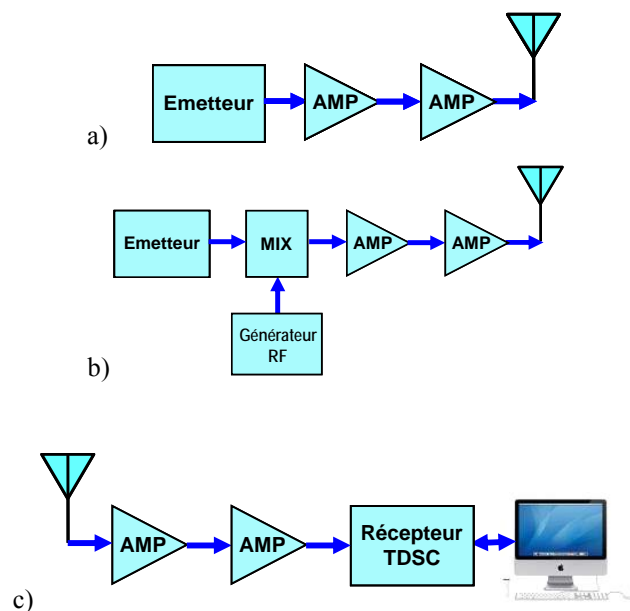 Emetteur
AMP
AMP
a)
Emetteur
MIX
AMP
AMP
Générateur
RF
b)
AMP
AMP
Récepteur
TDSC
c)